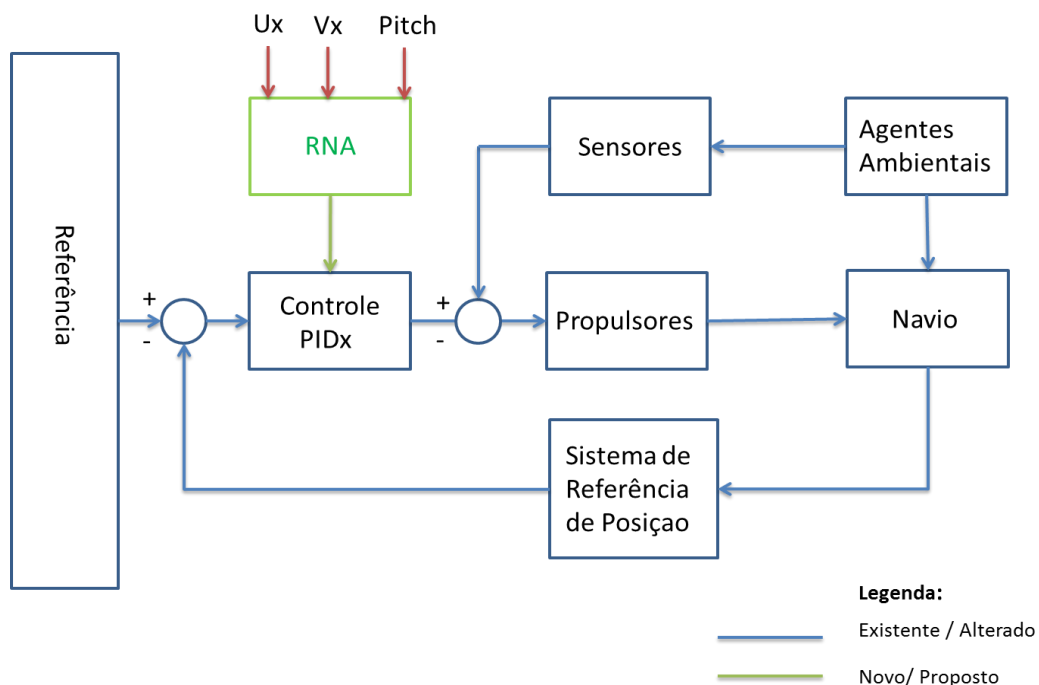 Ux
Vx
Pitch
RNA
Sensores
Agentes
Ambientais
Referência
+
-
Controle
PIDx
+
-
Propulsores
Navio
Sistema de
Referência
de Posiçao
Legenda:
Existente / Alterado
Novo/ Proposto